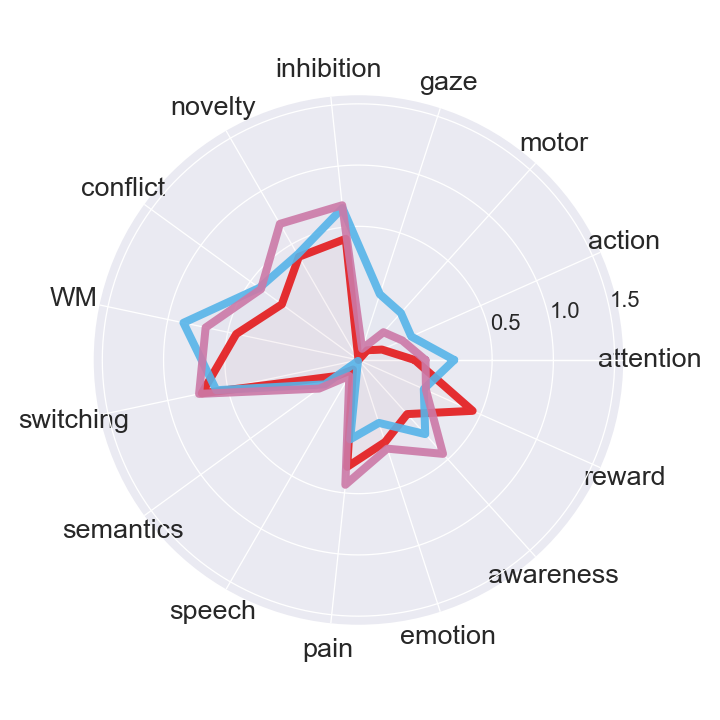 inhibition
gaze
novelty
motor
conflict
action
WM
0.5
1.0
1.5
attention
switching
reward
semantics
awareness
speech
emotion
pain